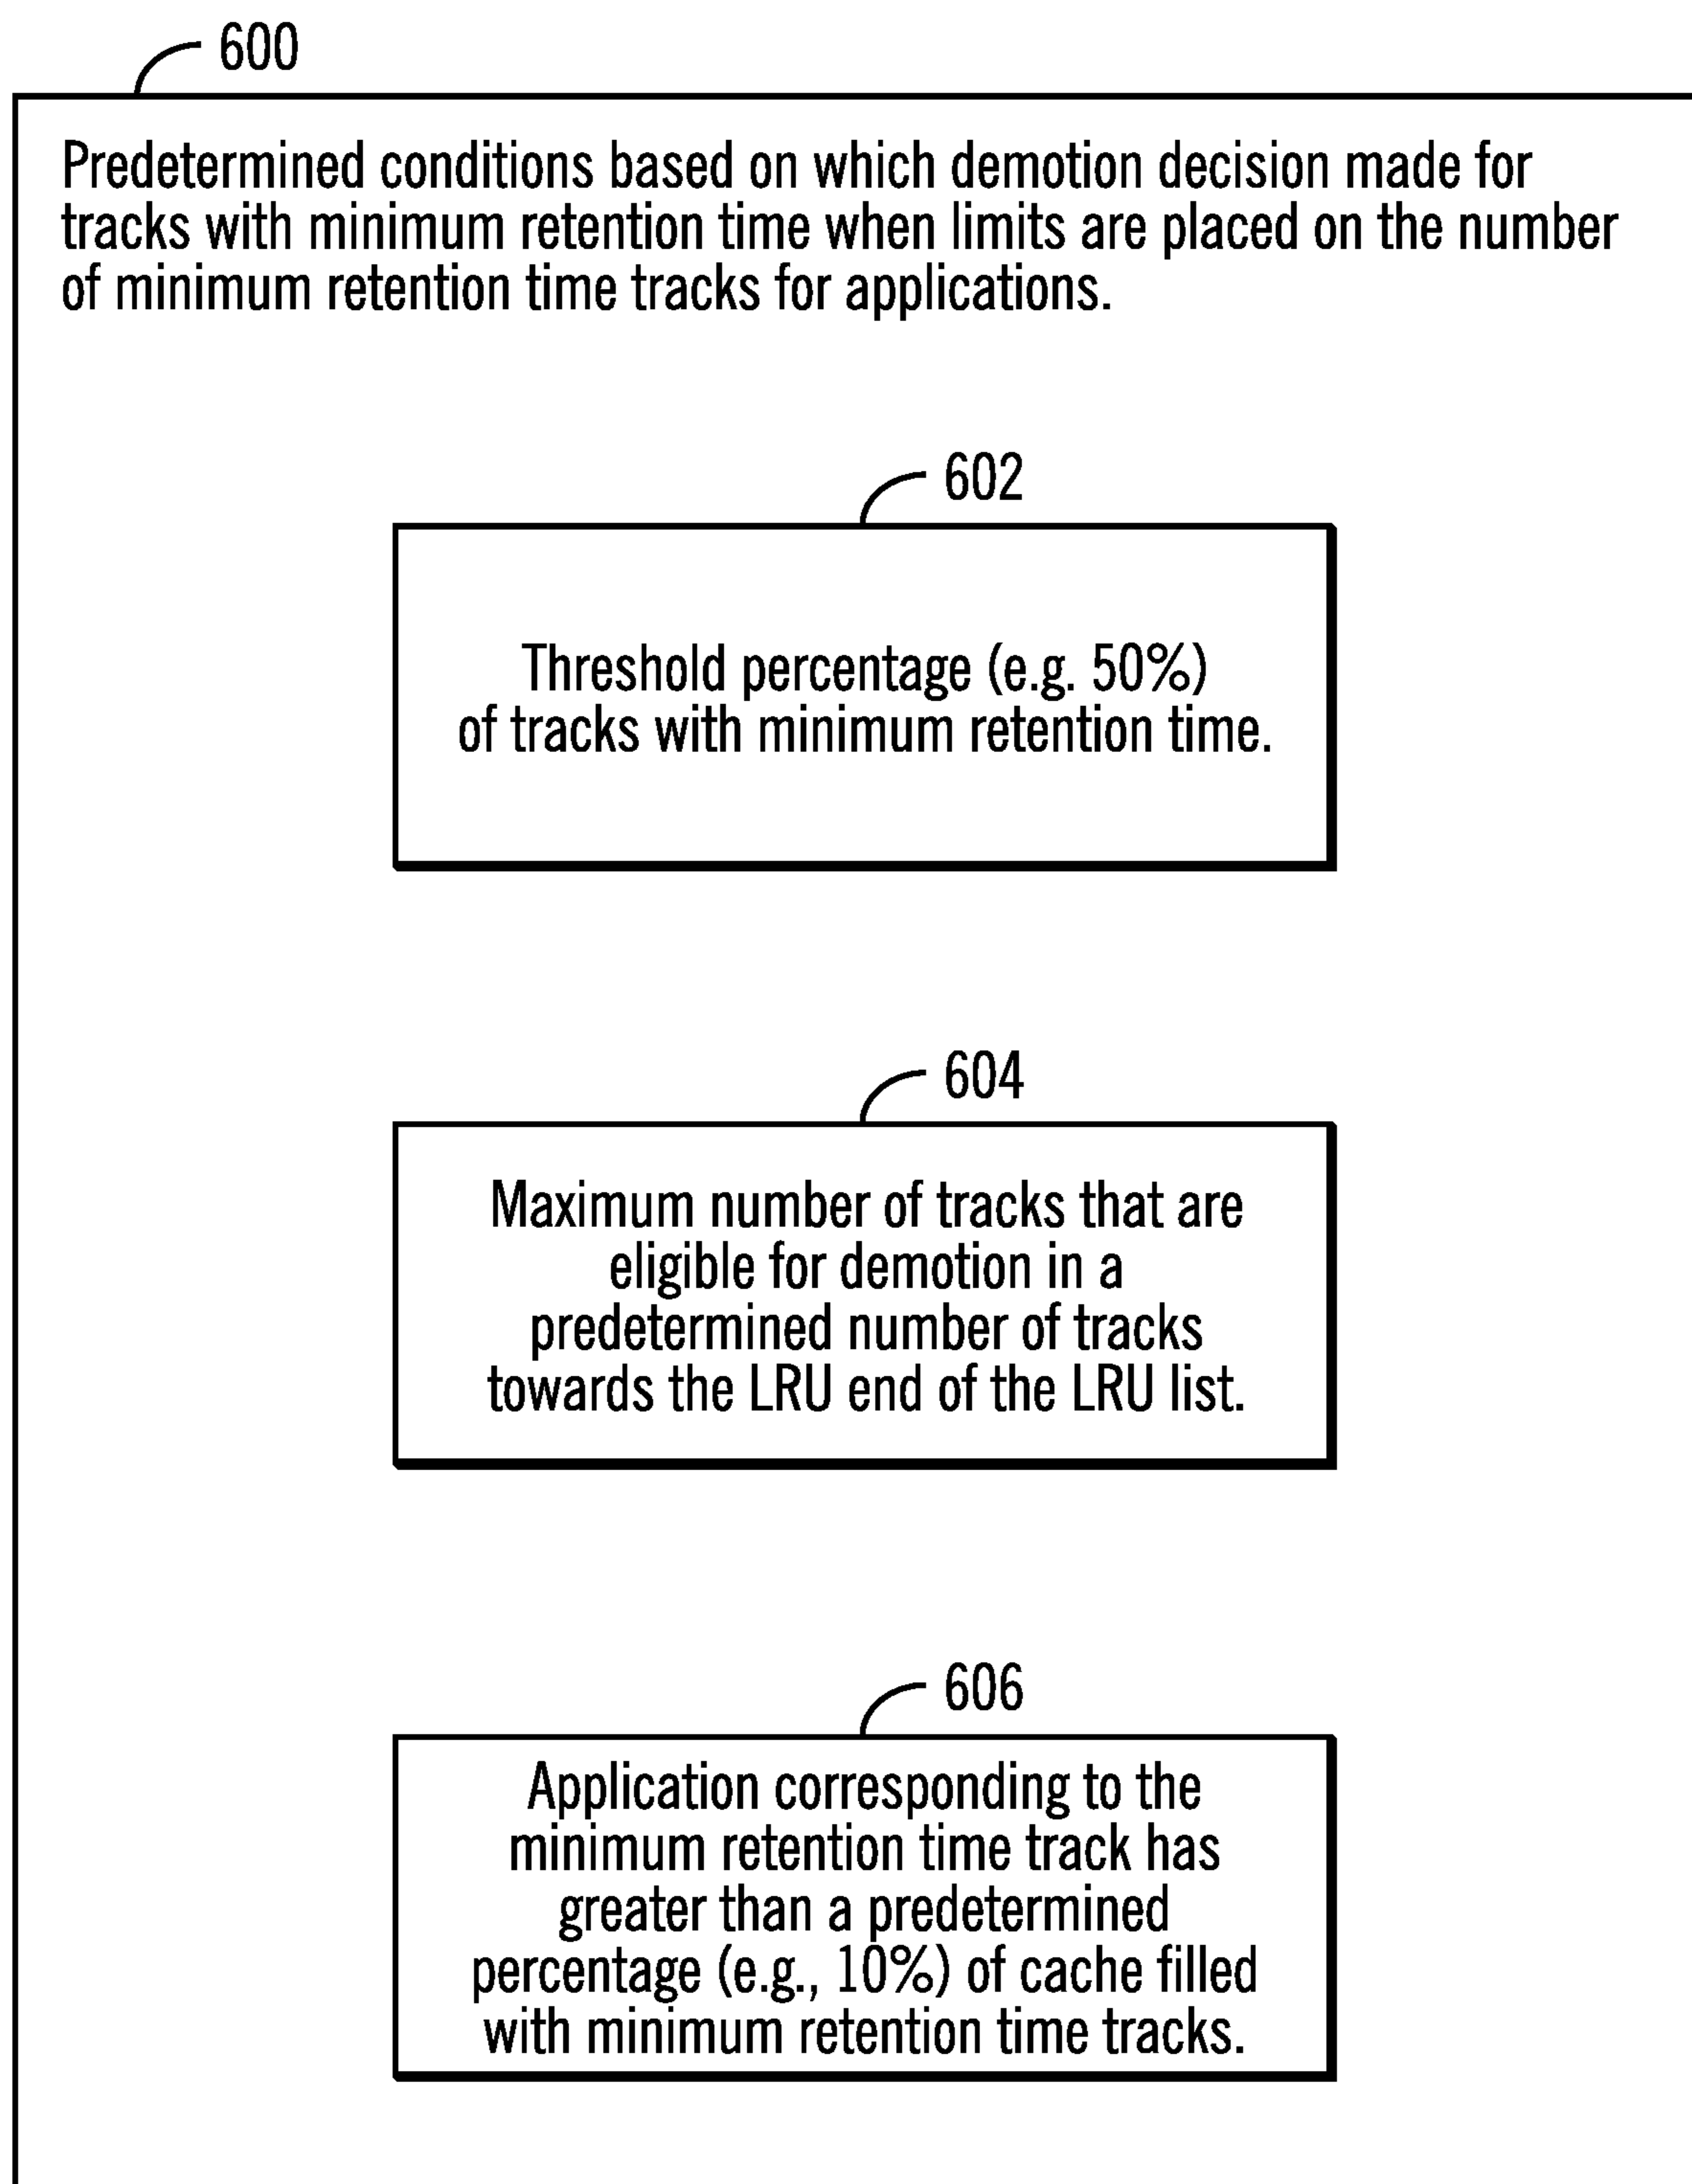 600
Predetermined conditions based on which demotion decision made for
tracks with minimum retention time when limits are placed on the number
of minimum retention time tracks for applications.
602
Threshold percentage (e.g. 50%)
of tracks with minimum retention time.
604
Maximum number of tracks that are
eligible for demotion in a
predetermined number of tracks
towards the LRU end of the LRU list.
606
Application corresponding to the
minimum retention time track has
greater than a predetermined
percentage (e.g., 10%) of cache filled
with minimum retention time tracks.